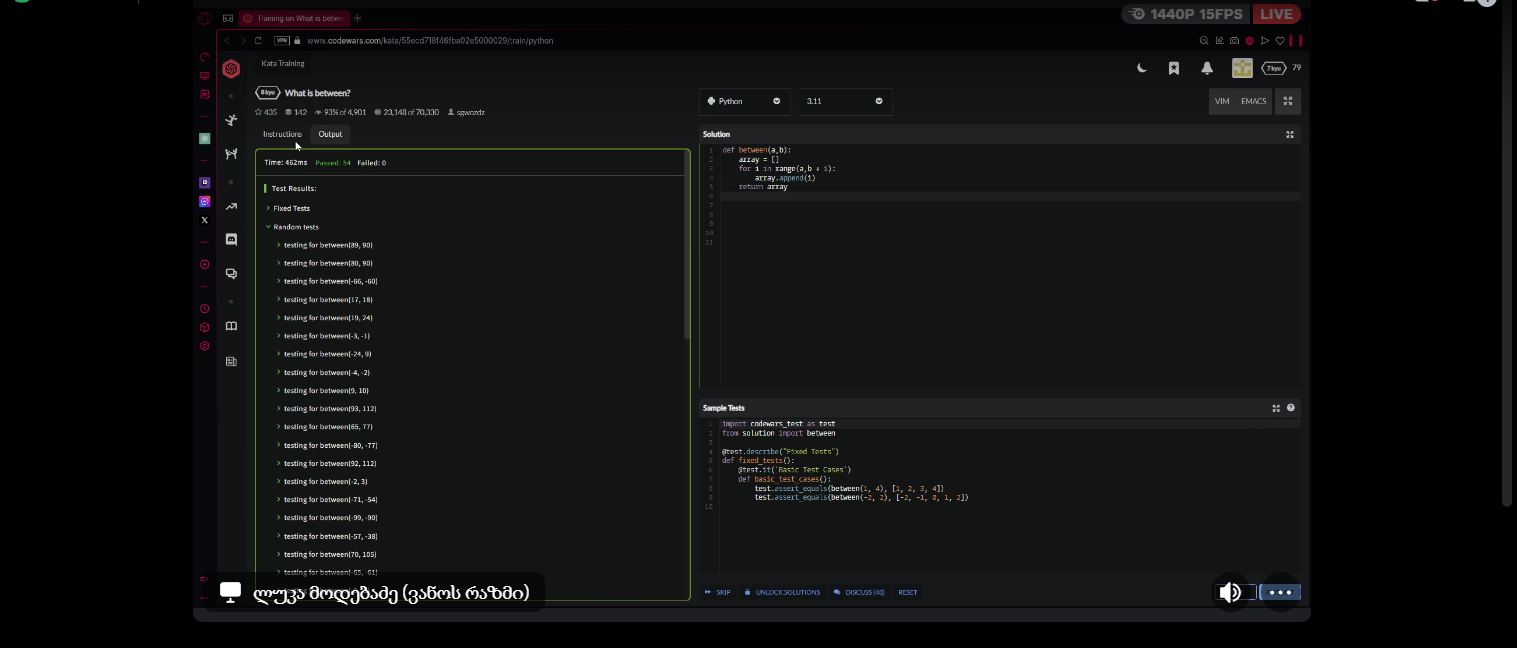 1440P 15FPS LIVE
Training on What is betwe
VPN www.codewars.com/kata/55ecd718f46fba02e5000029/train/python
Kata Training
7 kyu 79
8 kyu What is between?
435 142 93% of 4,901 23,148 of 70,330 sgwozdz
Python 3.11 VIM EMACS
Instructions Output
Time: 462ms Passed: 54 Failed: 0
Test Results:
Fixed Tests
Random tests
testing for between(89, 90)
testing for between(80, 90)
testing for between(-66, -60)
testing for between(17, 18)
testing for between(19, 24)
testing for between(-3, -1)
testing for between(-24, 9)
testing for between(-4, -2)
testing for between(9, 10)
testing for between(93, 112)
testing for between(65, 77)
testing for between(-80, -77)
testing for between(92, 112)
testing for between(-2, 3)
testing for between(-71, -54)
testing for between(-99, -90)
testing for between(-57, -38)
testing for between(70, 105)
testing for between(-65, -61)
Solution
1 def between(a,b):
2 array = []
3 for i in range(a,b + 1):
4 array.append(i)
5 return array
6
7
8
9
10
11
Sample Tests
1 import codewars_test as test
2 from solution import between
3
4 @test.describe("Fixed Tests")
5 def fixed_tests():
6 @test.it('Basic Test Cases')
7 def basic_test_cases():
8 test.assert_equals(between(1, 4), [1, 2, 3, 4])
9 test.assert_equals(between(-2, 2), [-2, -1, 0, 1, 2])
10
SKIP UNLOCK SOLUTIONS DISCUSS (43) RESET
ლუკა მოდებაძე (ვანოს რაზმი)